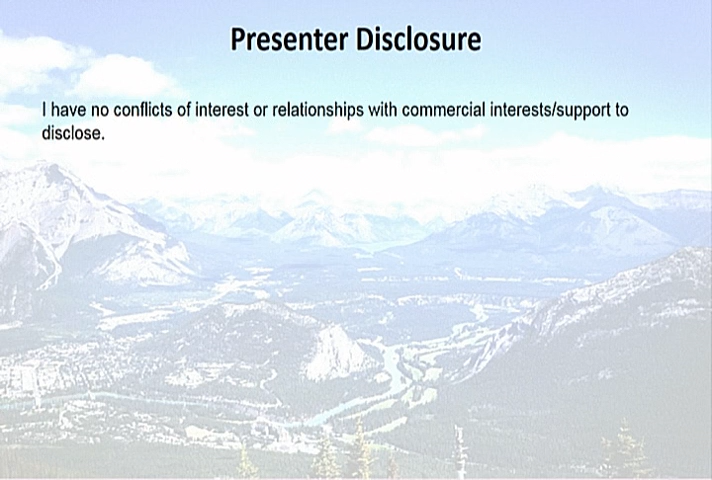 Presenter Disclosure
I have no conflicts of interest or relationships with commercial interests/support to
disclose.